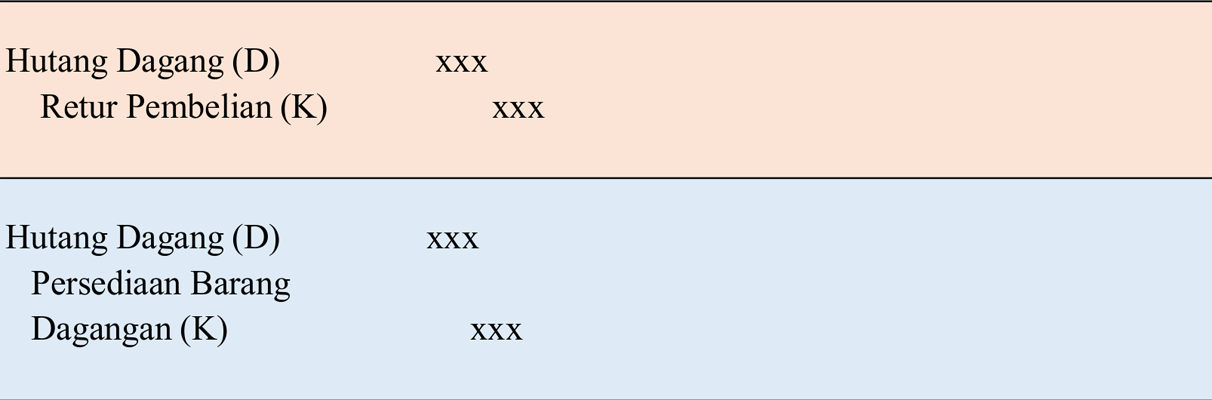 Hutang Dagang (D) xxx
Retur Pembelian (K) xxx
Hutang Dagang (D) xxx
Persediaan Barang
Dagangan (K) xxx